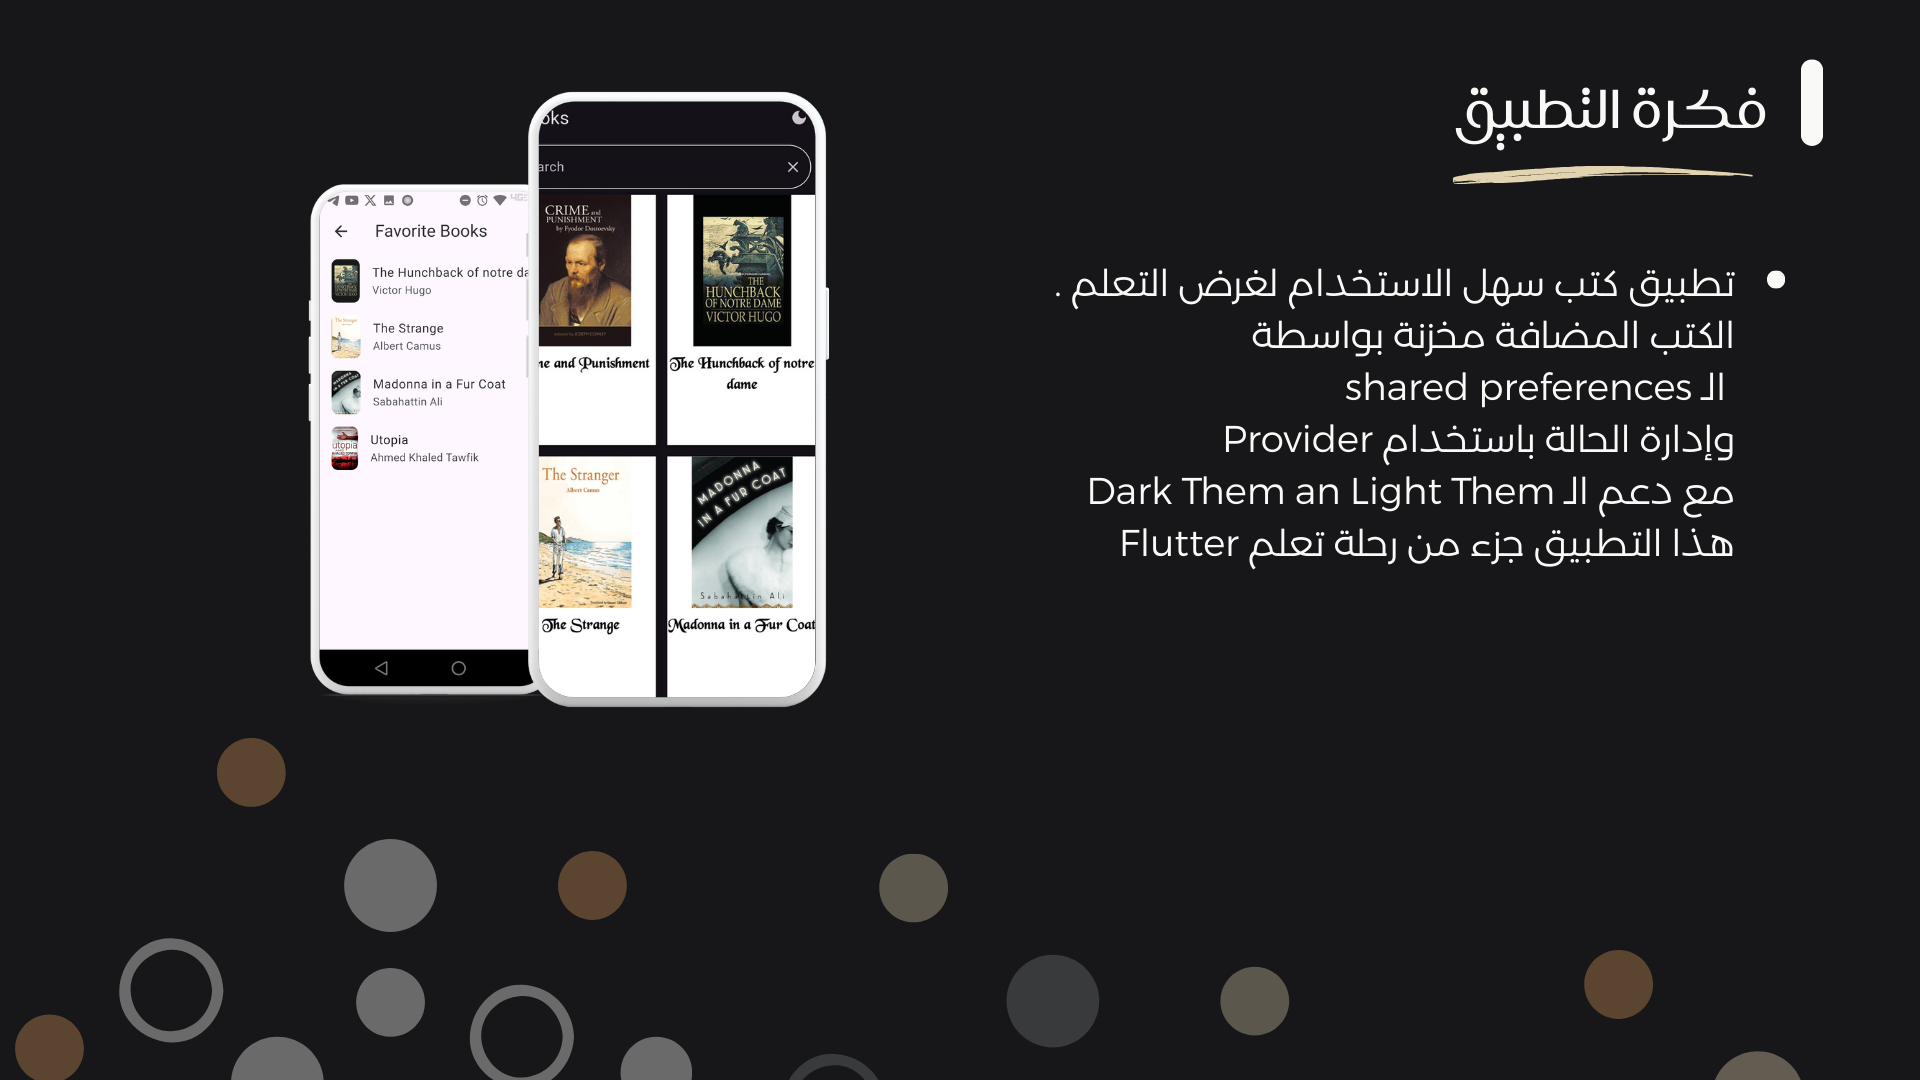 فكرة التطبيق
تطبيق كتب سهل الاستخدام لغرض التعلم .
الكتب المضافة مخزنة بواسطة
الـ shared preferences
وإدارة الحالة باستخدام Provider
مع دعم الـ Dark Them an Light Them
هذا التطبيق جزء من رحلة تعلم Flutter
Favorite Books
The Hunchback of notre da
Victor Hugo
The Strange
Albert Camus
Madonna in a Fur Coat
Sabahattin Ali
Utopia
Ahmed Khaled Tawfik
utopia
oks
arch
CRIME and
PUNISHMENT
by Fyodor Dostoevsky
THE
HUNCHBACK
OF NOTRE DAME
VICTOR HUGO
ne and Punishment
The Hunchback of notre
dame
The Stranger
Albert Camus
MADONNA
IN A FUR COAT
Sabahattin Ali
The Strange
Madonna in a Fur Coat